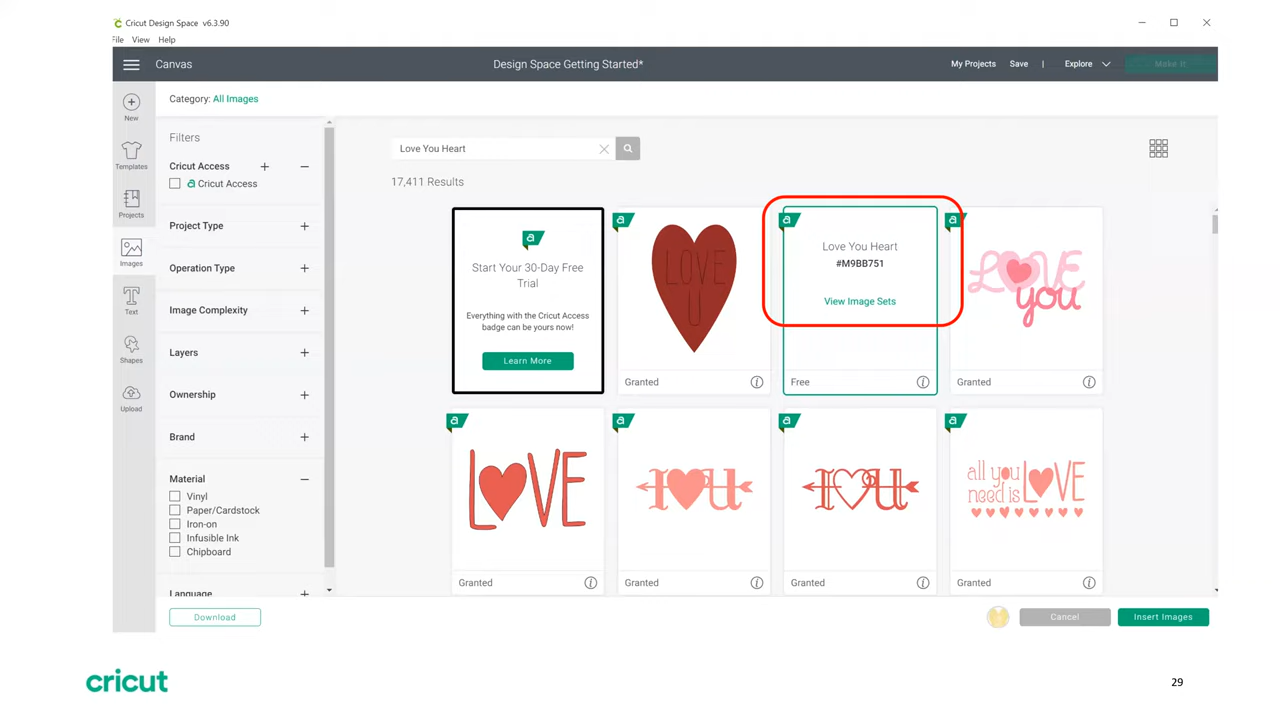 Cricut Design Space v6.3.90
File View Help
Canvas
Design Space Getting Started*
My Projects Save | Explore
Make It
New
Templates
Projects
Images
Text
Shapes
Upload
Category: All Images
Filters
Cricut Access
Cricut Access
Project Type
Operation Type
Image Complexity
Layers
Ownership
Brand
Material
Vinyl
Paper/Cardstock
Iron-on
Infusible Ink
Chipboard
Language
Download
Love You Heart
17,411 Results
Start Your 30-Day Free
Trial
Everything with the Cricut Access
badge can be yours now!
Learn More
LOVE
U
Granted
Love You Heart
#M9BB751
View Image Sets
Free
LOVE
you
Granted
LOVE
Granted
I U
Granted
I U
Granted
all you
need is LOVE
Granted
Cancel
Insert Images
cricut
29